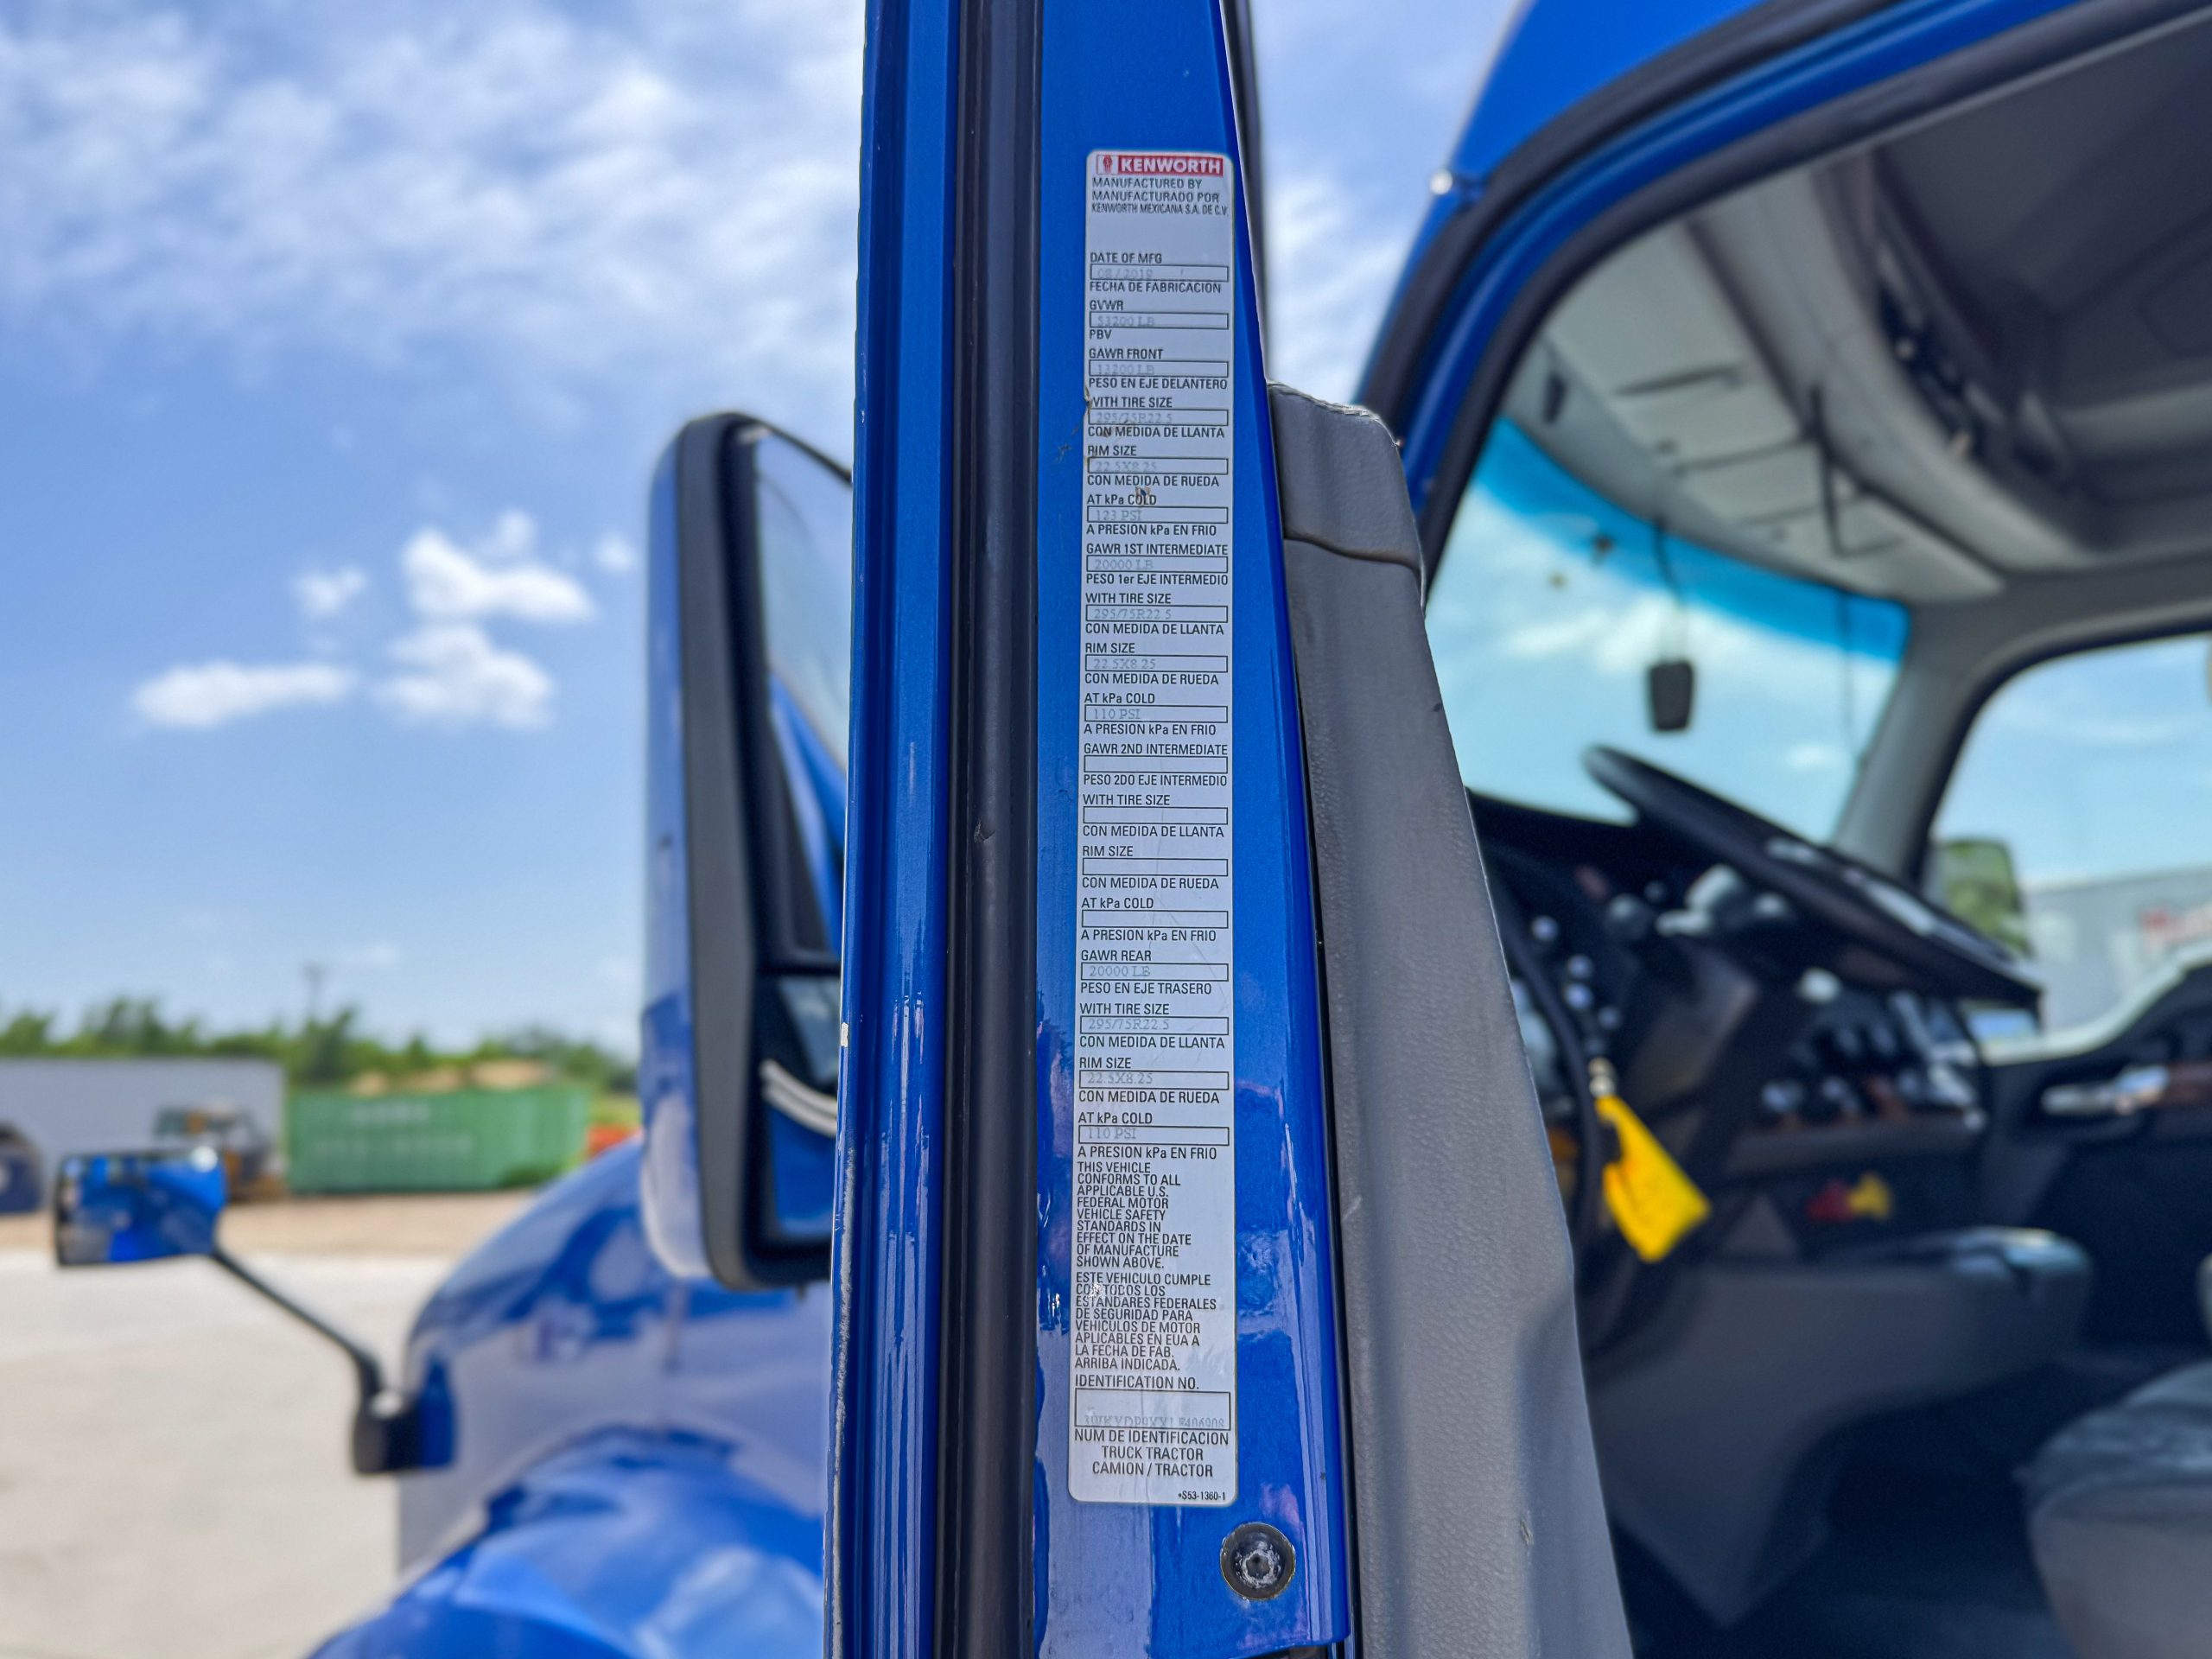 KENWORTH
MANUFACTURED BY
MANUFACTURADO POR
KENWORTH MEXICANA S.A. DE C.V.
DATE OF MFG
08/2019
FECHA DE FABRICACION
GVWR
53200 LB
PBV
GAWR FRONT
13200 LB
PESO EN EJE DELANTERO
WITH TIRE SIZE
295/75R22.5
CON MEDIDA DE LLANTA
RIM SIZE
22.5X8.25
CON MEDIDA DE RUEDA
AT kPa COLD
123 PSI
A PRESION kPa EN FRIO
GAWR 1ST INTERMEDIATE
20000 LB
PESO 1er EJE INTERMEDIO
WITH TIRE SIZE
295/75R22.5
CON MEDIDA DE LLANTA
RIM SIZE
22.5X8.25
CON MEDIDA DE RUEDA
AT kPa COLD
110 PSI
A PRESION kPa EN FRIO
GAWR 2ND INTERMEDIATE
PESO 2DO EJE INTERMEDIO
WITH TIRE SIZE
CON MEDIDA DE LLANTA
RIM SIZE
CON MEDIDA DE RUEDA
AT kPa COLD
A PRESION kPa EN FRIO
GAWR REAR
20000 LB
PESO EN EJE TRASERO
WITH TIRE SIZE
295/75R22.5
CON MEDIDA DE LLANTA
RIM SIZE
22.5X8.25
CON MEDIDA DE RUEDA
AT kPa COLD
110 PSI
A PRESION kPa EN FRIO
THIS VEHICLE
CONFORMS TO ALL
APPLICABLE U.S.
FEDERAL MOTOR
VEHICLE SAFETY
STANDARDS IN
EFFECT ON THE DATE
OF MANUFACTURE
SHOWN ABOVE.
ESTE VEHICULO CUMPLE
CON TODOS LOS
ESTANDARES FEDERALES
DE SEGURIDAD PARA
VEHICULOS DE MOTOR
APLICABLES EN EUA A
LA FECHA DE FAB.
ARRIBA INDICADA.
IDENTIFICATION NO.
NUM DE IDENTIFICACION
TRUCK TRACTOR
CAMION / TRACTOR
*S53-1360-1